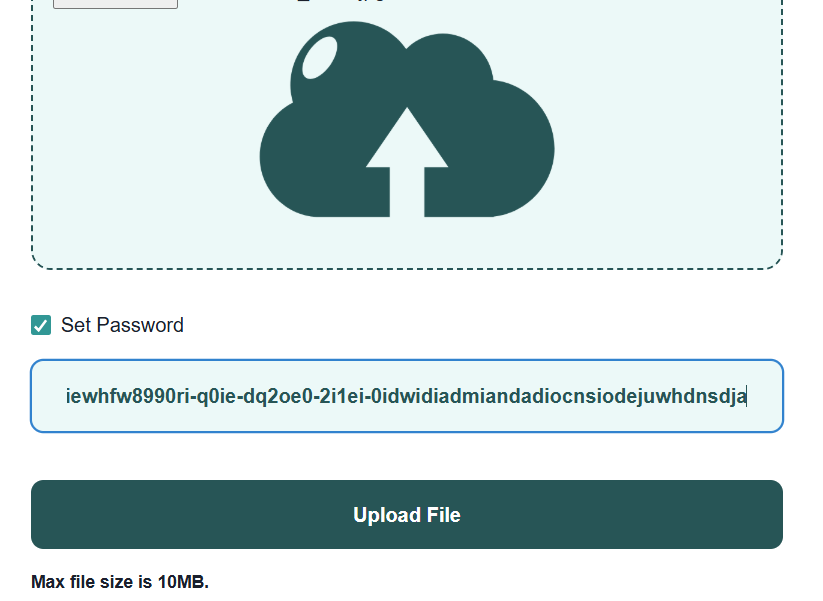 Set Password
iewhfw8990ri-q0ie-dq2oe0-2i1ei-0idwidiadmiandadiocnsiodejuwhdnsdja
Upload File
Max file size is 10MB.